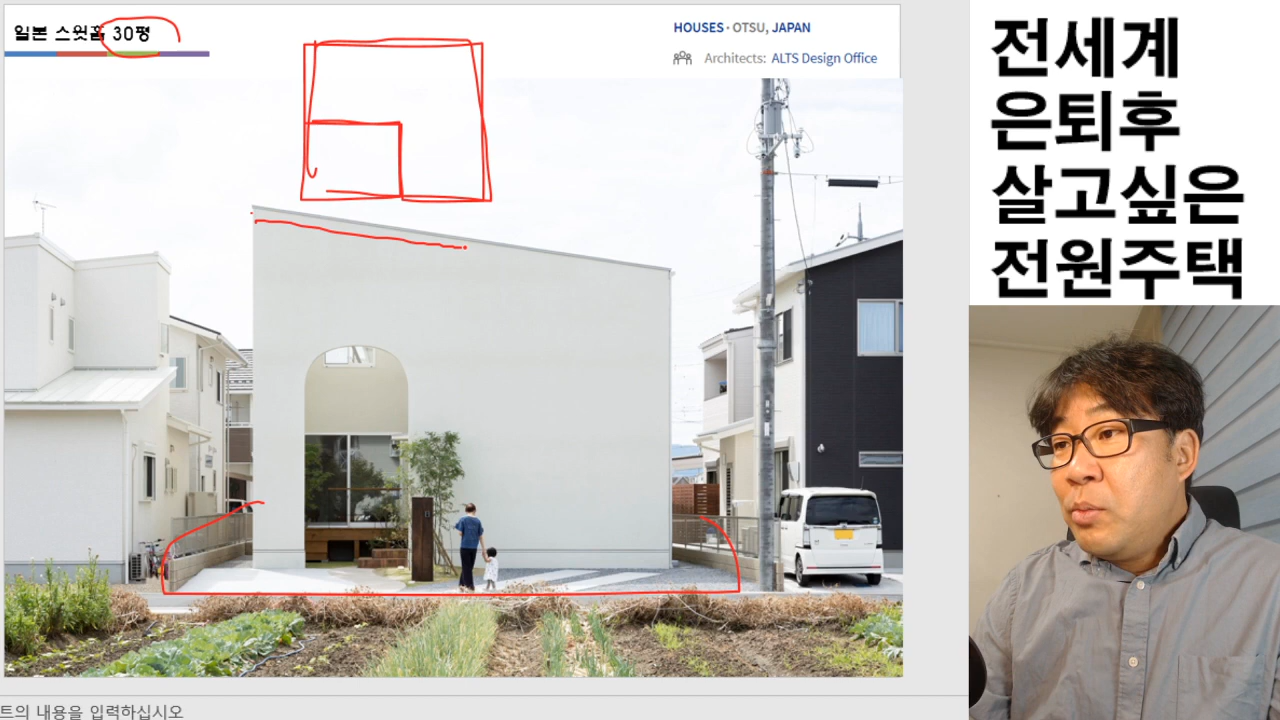 일본 스윗홈 30평
HOUSES · OTSU, JAPAN
Architects: ALTS Design Office
전세계
은퇴후
살고싶은
전원주택
트의 내용을 입력하십시오